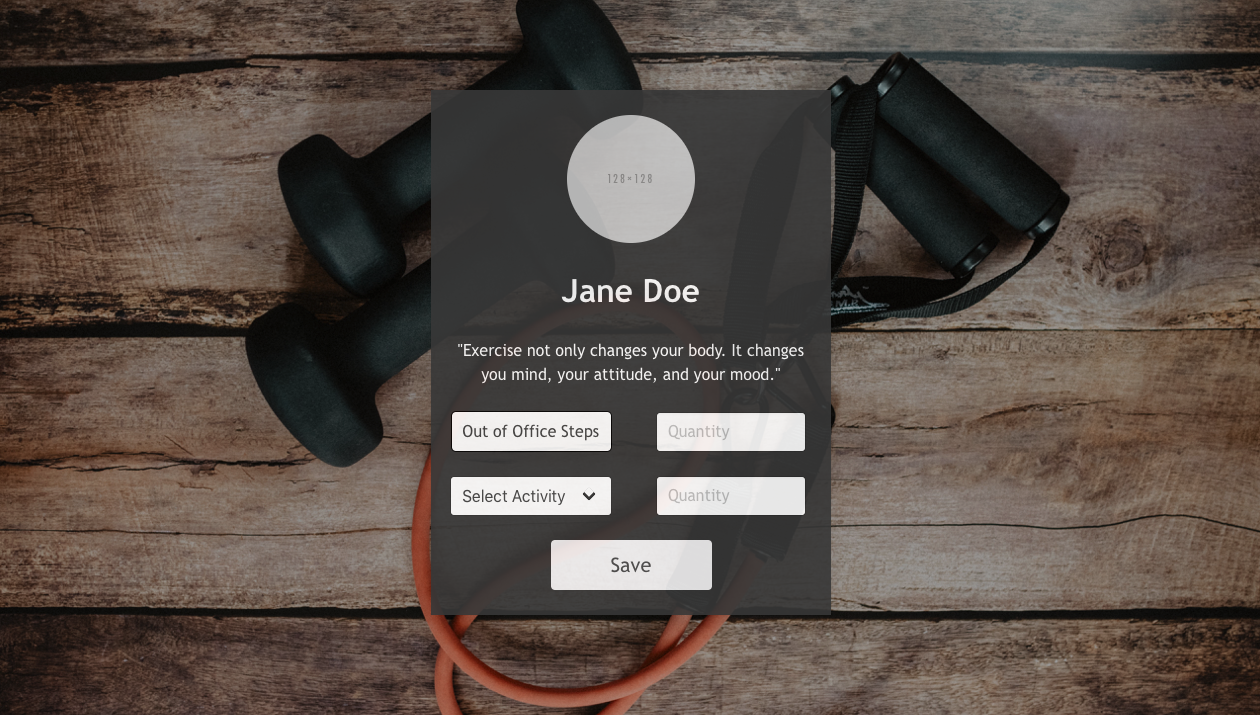 128×128
Jane Doe
"Exercise not only changes your body. It changes
you mind, your attitude, and your mood."
Out of Office Steps
Quantity
Select Activity
Quantity
Save